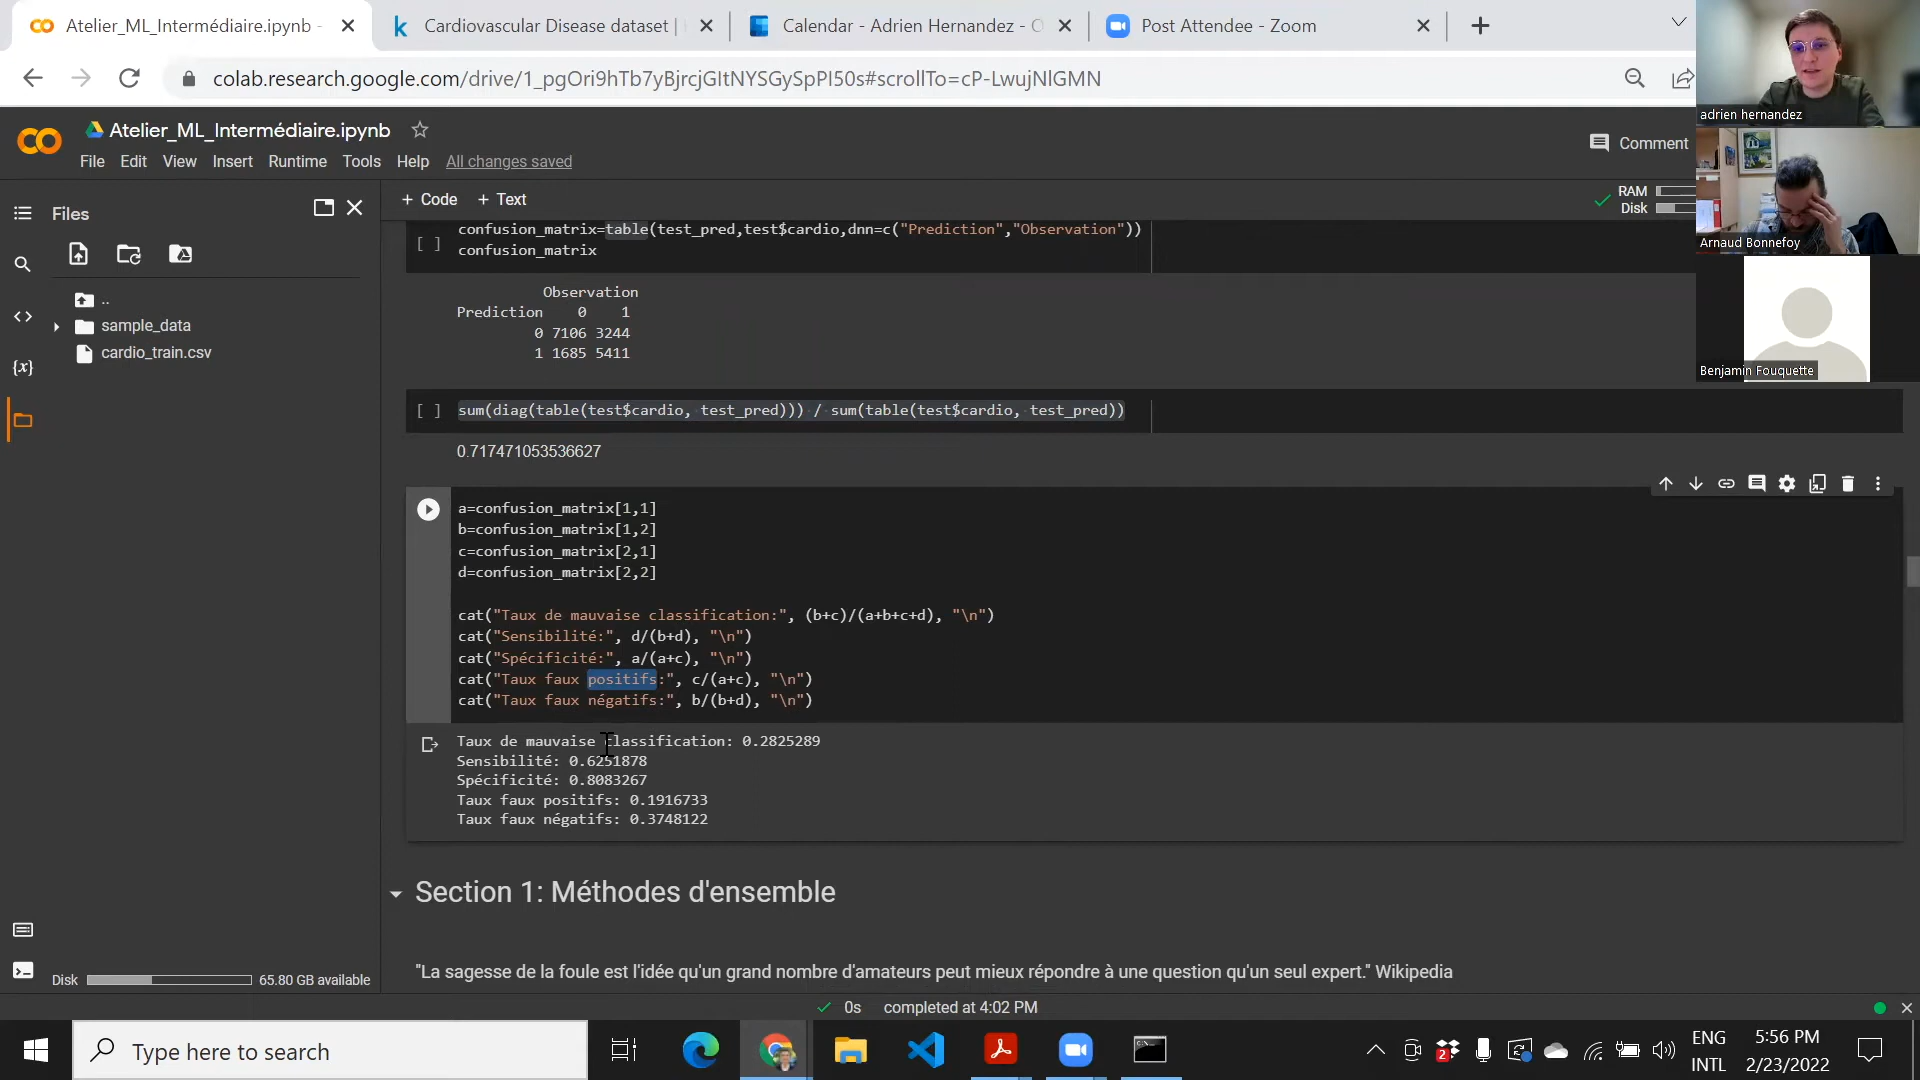 Atelier_ML_Intermédiaire.ipynb -
Cardiovascular Disease dataset |
Calendar - Adrien Hernandez - O
Post Attendee - Zoom
colab.research.google.com/drive/1_pgOri9hTb7yBjrcjGItNYSGySpPI50s#scrollTo=cP-LwujNlGMN
adrien hernandez
Atelier_ML_Intermédiaire.ipynb
File Edit View Insert Runtime Tools Help All changes saved
Comment
Arnaud Bonnefoy
Benjamin Fouquette
RAM
Disk
Files
..
sample_data
cardio_train.csv
{x}
Disk 65.80 GB available
+ Code + Text
confusion_matrix=table(test_pred,test$cardio,dnn=c("Prediction","Observation"))
[ ] confusion_matrix
Observation
Prediction 0 1
0 7106 3244
1 1685 5411
[ ] sum(diag(table(test$cardio, test_pred))) / sum(table(test$cardio, test_pred))
0.717471053536627
a=confusion_matrix[1,1]
b=confusion_matrix[1,2]
c=confusion_matrix[2,1]
d=confusion_matrix[2,2]
cat("Taux de mauvaise classification:", (b+c)/(a+b+c+d), "\n")
cat("Sensibilité:", d/(b+d), "\n")
cat("Spécificité:", a/(a+c), "\n")
cat("Taux faux positifs:", c/(a+c), "\n")
cat("Taux faux négatifs:", b/(b+d), "\n")
Taux de mauvaise classification: 0.2825289
Sensibilité: 0.6251878
Spécificité: 0.8083267
Taux faux positifs: 0.1916733
Taux faux négatifs: 0.3748122
Section 1: Méthodes d'ensemble
"La sagesse de la foule est l'idée qu'un grand nombre d'amateurs peut mieux répondre à une question qu'un seul expert." Wikipedia
0s completed at 4:02 PM
Type here to search
2
ENG
INTL
5:56 PM
2/23/2022